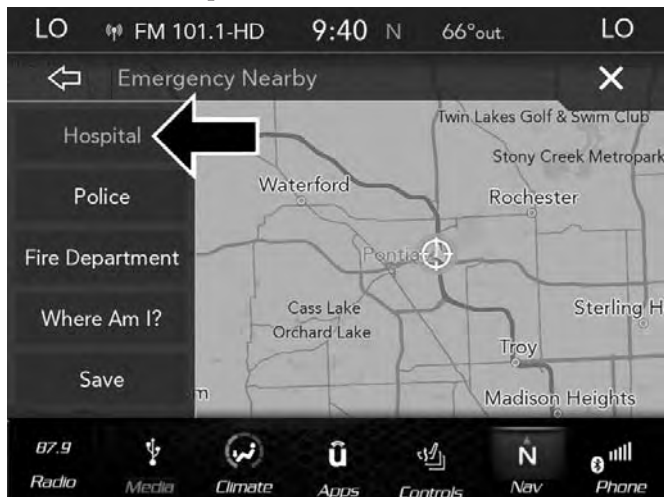 LO FM 101.1-HD 9:40 N 66°out. LO
Emergency Nearby
Hospital
Police
Fire Department
Where Am I?
Save
Twin Lakes Golf & Swim Club
Stony Creek Metropark
Waterford
Rochester
Pontia
Cass Lake
Orchard Lake
Sterling H
Troy
m
Madison Heights
87.9 û N
Radio Media Climate Apps Controls Nav Phone